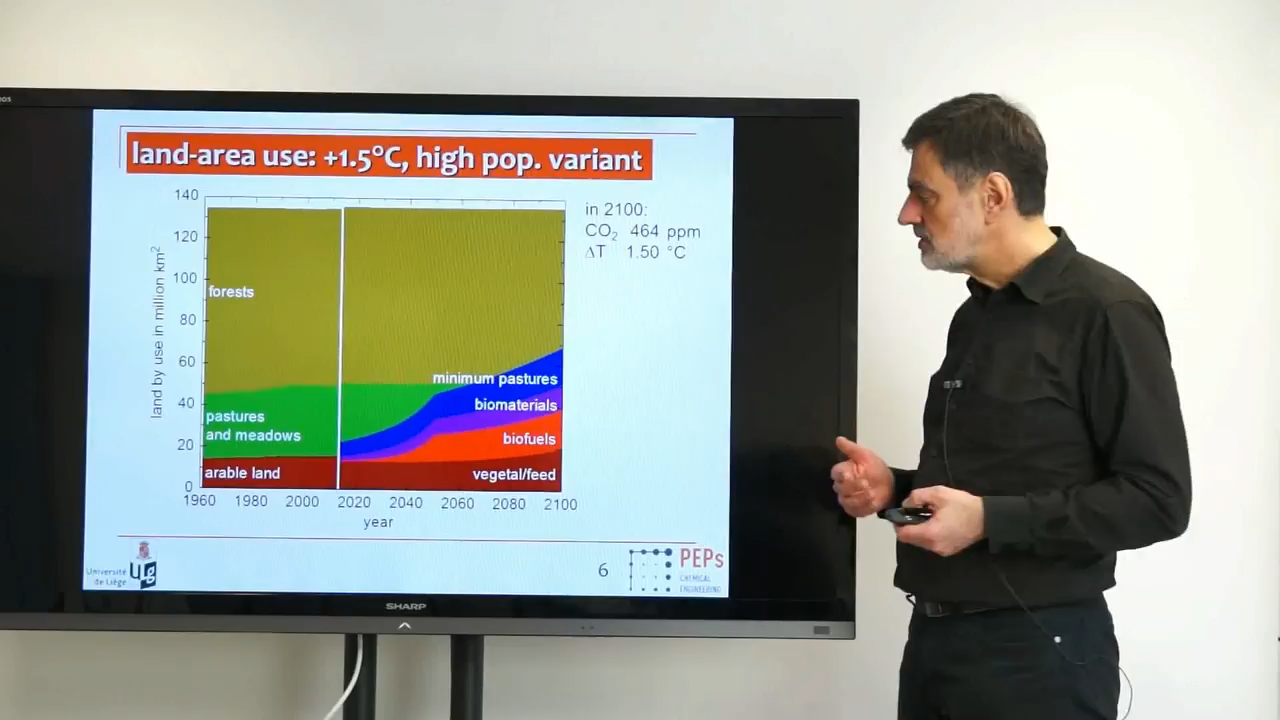 land-area use: +1.5°C, high pop. variant
in 2100:
CO₂ 464 ppm
ΔT 1.50 °C
140
120
100
80
60
40
20
0
land by use in million km²
forests
pastures
and meadows
arable land
minimum pastures
biomaterials
biofuels
vegetal/feed
1960 1980 2000 2020 2040 2060 2080 2100
year
Université
de Liège
6
PEPs
CHEMICAL
ENGINEERING
SHARP